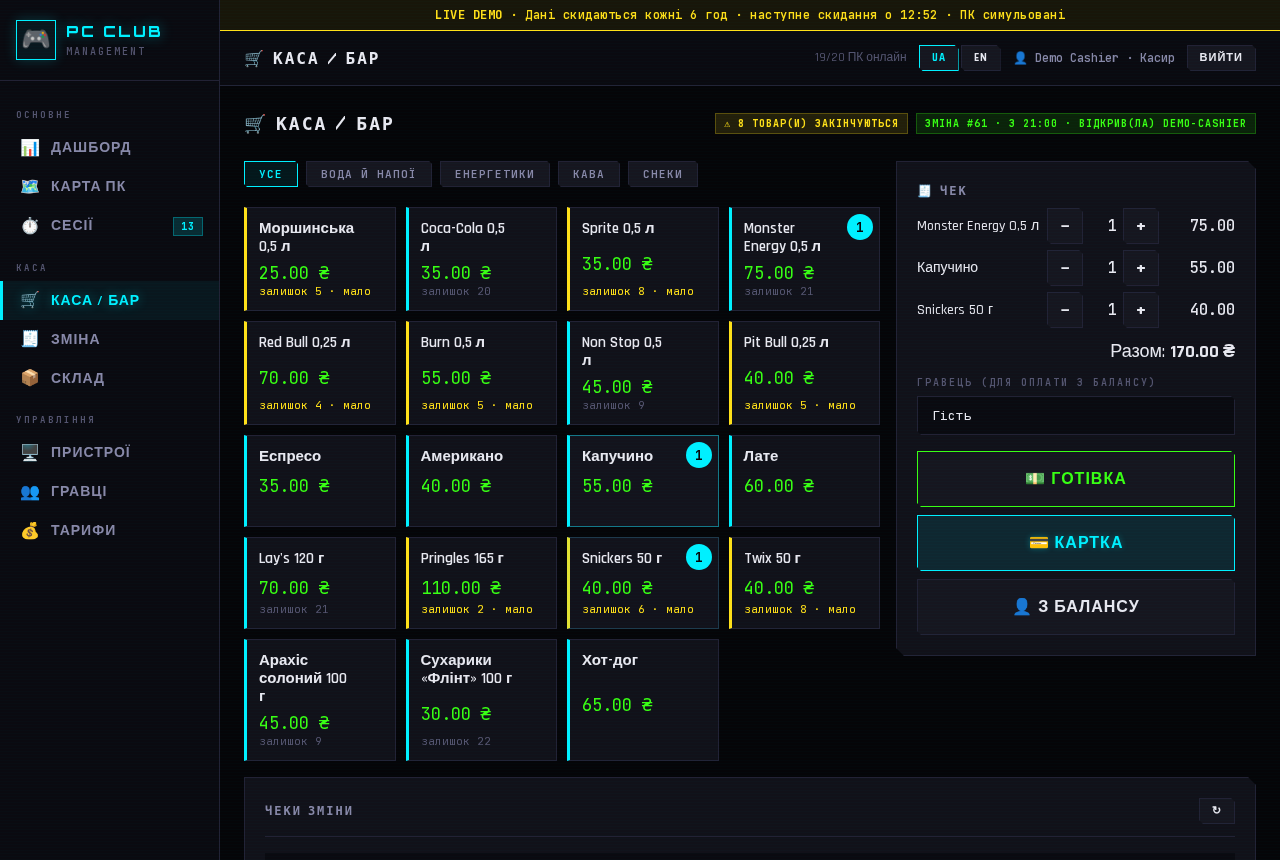 PC CLUB
MANAGEMENT
ОСНОВНЕ
ДАШБОРД
КАРТА ПК
СЕСІЇ
13
КАСА
КАСА / БАР
ЗМІНА
СКЛАД
УПРАВЛІННЯ
ПРИСТРОЇ
ГРАВЦІ
ТАРИФИ
LIVE DEMO · Дані скидаються кожні 6 год · наступне скидання о 12:52 · ПК симульовані
КАСА / БАР
19/20 ПК онлайн
UA
EN
Demo Cashier · Касир
ВИЙТИ
КАСА / БАР
⚠ 8 ТОВАР(И) ЗАКІНЧУЮТЬСЯ
ЗМІНА #61 · З 21:00 · ВІДКРИВ(ЛА) DEMO-CASHIER
УСЕ
ВОДА Й НАПОЇ
ЕНЕРГЕТИКИ
КАВА
СНЕКИ
Моршинська
0,5 л
25.00 ₴
залишок 5 · мало
Coca-Cola 0,5
л
35.00 ₴
залишок 20
Sprite 0,5 л
35.00 ₴
залишок 8 · мало
Monster
Energy 0,5 л
1
75.00 ₴
залишок 21
Red Bull 0,25 л
70.00 ₴
залишок 4 · мало
Burn 0,5 л
55.00 ₴
залишок 5 · мало
Non Stop 0,5
л
45.00 ₴
залишок 9
Pit Bull 0,25 л
40.00 ₴
залишок 5 · мало
Еспресо
35.00 ₴
Американо
40.00 ₴
Капучино
1
55.00 ₴
Лате
60.00 ₴
Lay's 120 г
70.00 ₴
залишок 21
Pringles 165 г
110.00 ₴
залишок 2 · мало
Snickers 50 г
1
40.00 ₴
залишок 6 · мало
Twix 50 г
40.00 ₴
залишок 8 · мало
Арахіс
солоний 100
г
45.00 ₴
залишок 9
Сухарики
«Флінт» 100 г
30.00 ₴
залишок 22
Хот-дог
65.00 ₴
ЧЕК
Monster Energy 0,5 л − 1 + 75.00
Капучино − 1 + 55.00
Snickers 50 г − 1 + 40.00
Разом: 170.00 ₴
ГРАВЕЦЬ (ДЛЯ ОПЛАТИ З БАЛАНСУ)
Гість
ГОТІВКА
КАРТКА
З БАЛАНСУ
ЧЕКИ ЗМІНИ
↻